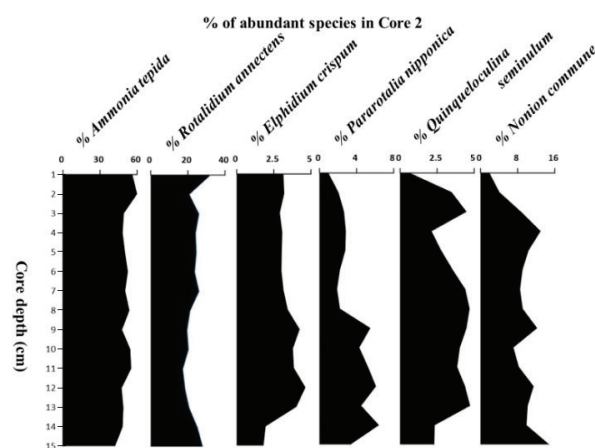 % of abundant species in Core 2
% Ammonia tepida
% Rotalidium annectens
% Elphidium crispum
% Pararotalia nipponica
% Quinqueloculina
seminulum
% Nonion commune
0 30 60 0 20 40 0 2.5 5 0 4 8 0 2.5 5 0 8 16
Core depth (cm)
1
2
3
4
5
6
7
8
9
10
11
12
13
14
15